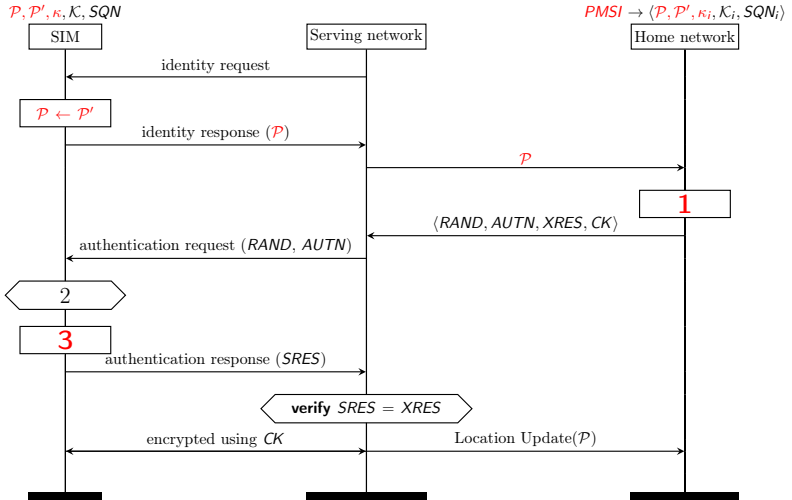 𝒫, 𝒫′, κ, 𝒦, SQN
PMSI → ⟨𝒫, 𝒫′, κᵢ, 𝒦ᵢ, SQNᵢ⟩
SIM
Serving network
Home network
identity request
𝒫 ← 𝒫′
identity response (𝒫)
𝒫
1
⟨RAND, AUTN, XRES, CK⟩
authentication request (RAND, AUTN)
2
3
authentication response (SRES)
verify SRES = XRES
encrypted using CK
Location Update(𝒫)